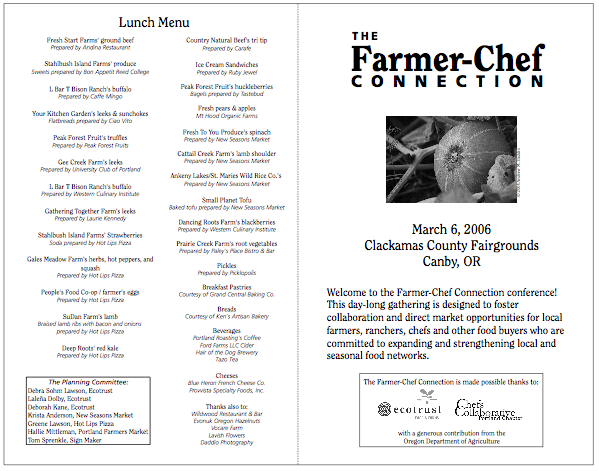 Lunch Menu
Fresh Start Farms' ground beef
Prepared by Andina Restaurant
Stahlbush Island Farms' produce
Sweets prepared by Bon Appetit Reed College
L Bar T Bison Ranch's buffalo
Prepared by Caffe Mingo
Your Kitchen Garden's leeks & sunchokes
Flatbreads prepared by Ciao Vito
Peak Forest Fruit's truffles
Prepared by Peak Forest Fruits
Gee Creek Farm's leeks
Prepared by University Club of Portland
L Bar T Bison Ranch's buffalo
Prepared by Western Culinary Institute
Gathering Together Farm's leeks
Prepared by Laurie Kennedy
Stahlbush Island Farms' Strawberries
Soda prepared by Hot Lips Pizza
Gales Meadow Farm's herbs, hot peppers, and
squash
Prepared by Hot Lips Pizza
People's Food Co-op / farmer's eggs
Prepared by Hot Lips Pizza
SuDan Farm's lamb
Braised lamb ribs with bacon and onions
prepared by Hot Lips Pizza
Deep Roots' red kale
Prepared by Hot Lips Pizza
The Planning Committee:
Debra Sohm Lawson, Ecotrust
Laleña Dolby, Ecotrust
Deborah Kane, Ecotrust
Krista Anderson, New Seasons Market
Greene Lawson, Hot Lips Pizza
Hallie Mittleman, Portland Farmers Market
Tom Sprenkle, Sign Maker
Country Natural Beef's tri tip
Prepared by Carafe
Ice Cream Sandwiches
Prepared by Ruby Jewel
Peak Forest Fruit's huckleberries
Bagels prepared by Tastebud
Fresh pears & apples
Mt Hood Organic Farms
Fresh To You Produce's spinach
Prepared by New Seasons Market
Cattail Creek Farm's lamb shoulder
Prepared by New Seasons Market
Ankeny Lakes/St. Maries Wild Rice Co.'s
Prepared by New Seasons Market
Small Planet Tofu
Baked tofu prepared by New Seasons Market
Dancing Roots Farm's blackberries
Prepared by Western Culinary Institute
Prairie Creek Farm's root vegetables
Prepared by Paley's Place Bistro & Bar
Pickles
Prepared by Picklopolis
Breakfast Pastries
Courtesy of Grand Central Baking Co.
Breads
Courtesy of Ken's Artisan Bakery
Beverages
Portland Roasting's Coffee
Ford Farms LLC Cider
Hair of the Dog Brewery
Tazo Tea
Cheeses
Blue Heron French Cheese Co.
Provvista Specialty Foods, Inc.
Thanks also to:
Wildwood Restaurant & Bar
Evonuk Oregon Hazelnuts
Vocare Farm
Lavish Flowers
Daddio Photography
THE
Farmer-Chef
CONNECTION
March 6, 2006
Clackamas County Fairgrounds
Canby, OR
Welcome to the Farmer-Chef Connection conference!
This day-long gathering is designed to foster
collaboration and direct market opportunities for local
farmers, ranchers, chefs and other food buyers who are
committed to expanding and strengthening local and
seasonal food networks.
The Farmer-Chef Connection is made possible thanks to:
ecotrust
Chefs
Collaborative
Portland Chapter
with a generous contribution from the
Oregon Department of Agriculture